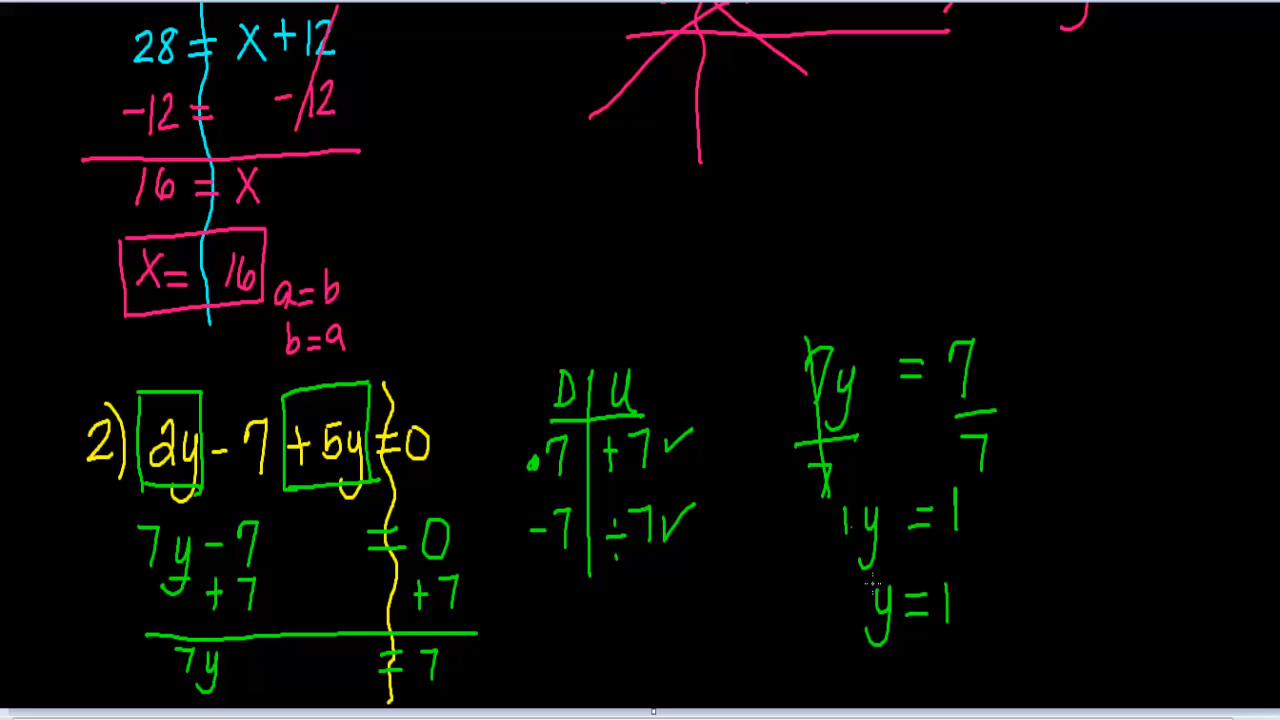 28 = x + 12
-12 = -12
16 = x
x = 16
a = b
b = a
2) 2y - 7 + 5y = 0
7y - 7 = 0
+ 7 + 7
7y = 7
D U
·7 +7 ✓
-7 ÷7 ✓
7y = 7
7 7
1y = 1
y = 1